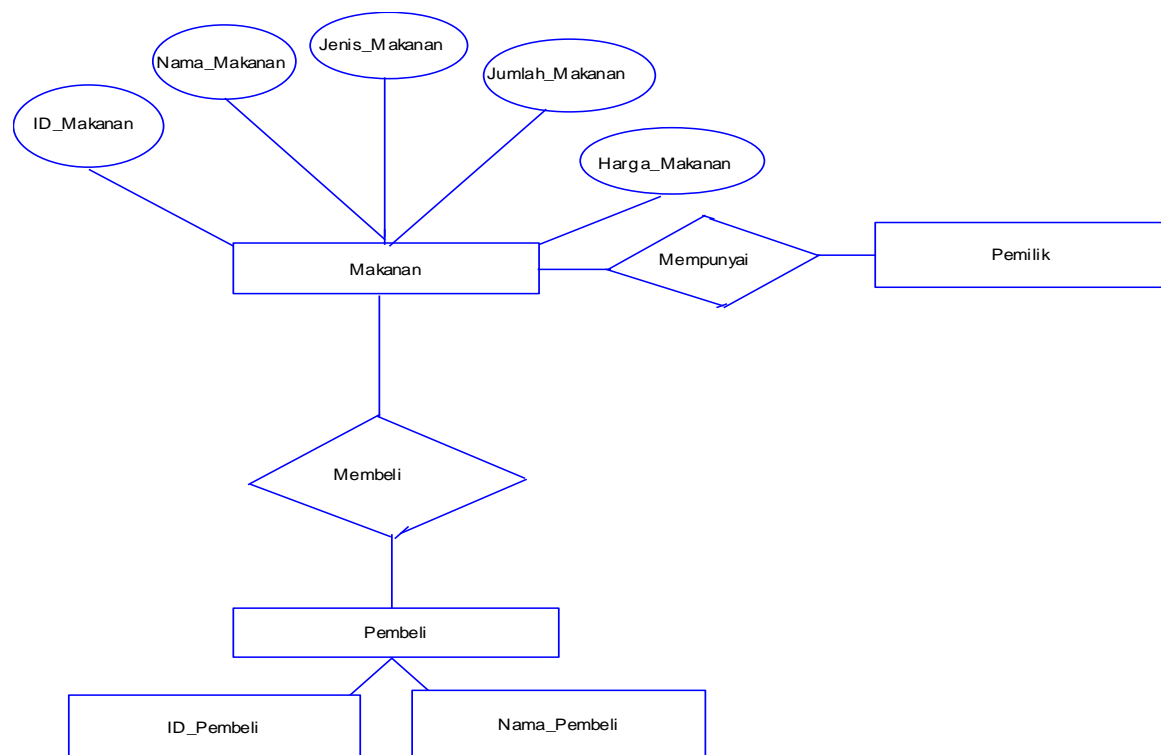 Jenis_Makanan
Nama_Makanan
Jumlah_Makanan
ID_Makanan
Harga_Makanan
Makanan
Mempunyai
Pemilik
Membeli
Pembeli
ID_Pembeli
Nama_Pembeli